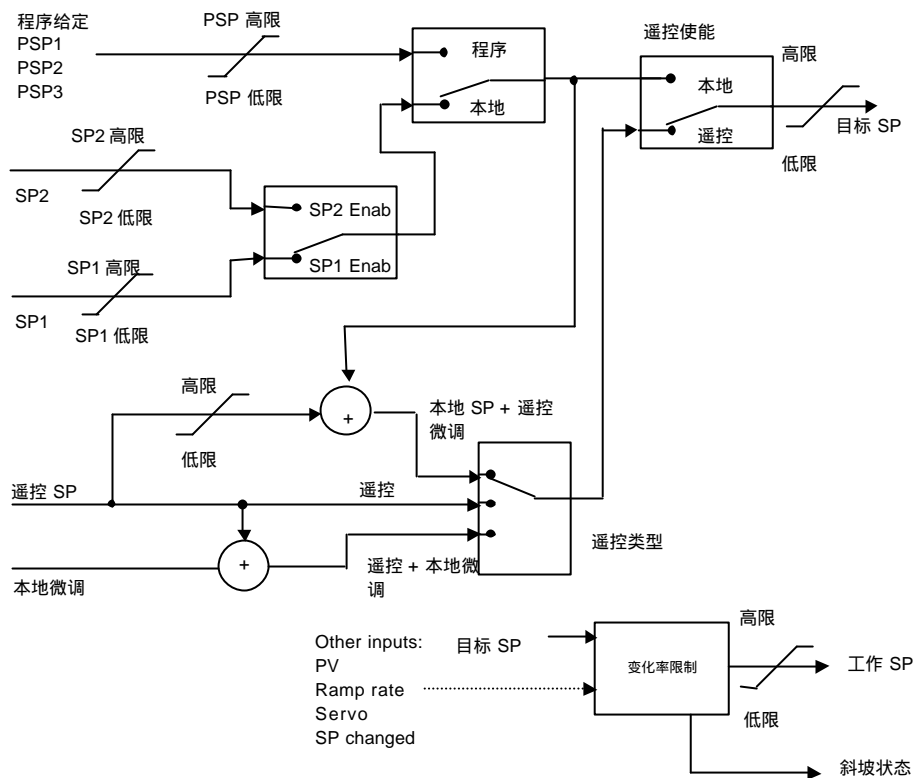 程序给定
PSP1
PSP2
PSP3
PSP 高限
PSP 低限
程序
本地
遥控使能
高限
本地
遥控
目标 SP
低限
SP2 高限
SP2
SP2 低限
SP2 Enab
SP1 Enab
SP1 高限
SP1
SP1 低限
高限
低限
+
本地 SP + 遥控
微调
遥控 SP
遥控
+
本地微调
遥控 + 本地微
调
遥控类型
Other inputs:
PV
Ramp rate
Servo
SP changed
目标 SP
变化率限制
高限
低限
工作 SP
斜坡状态